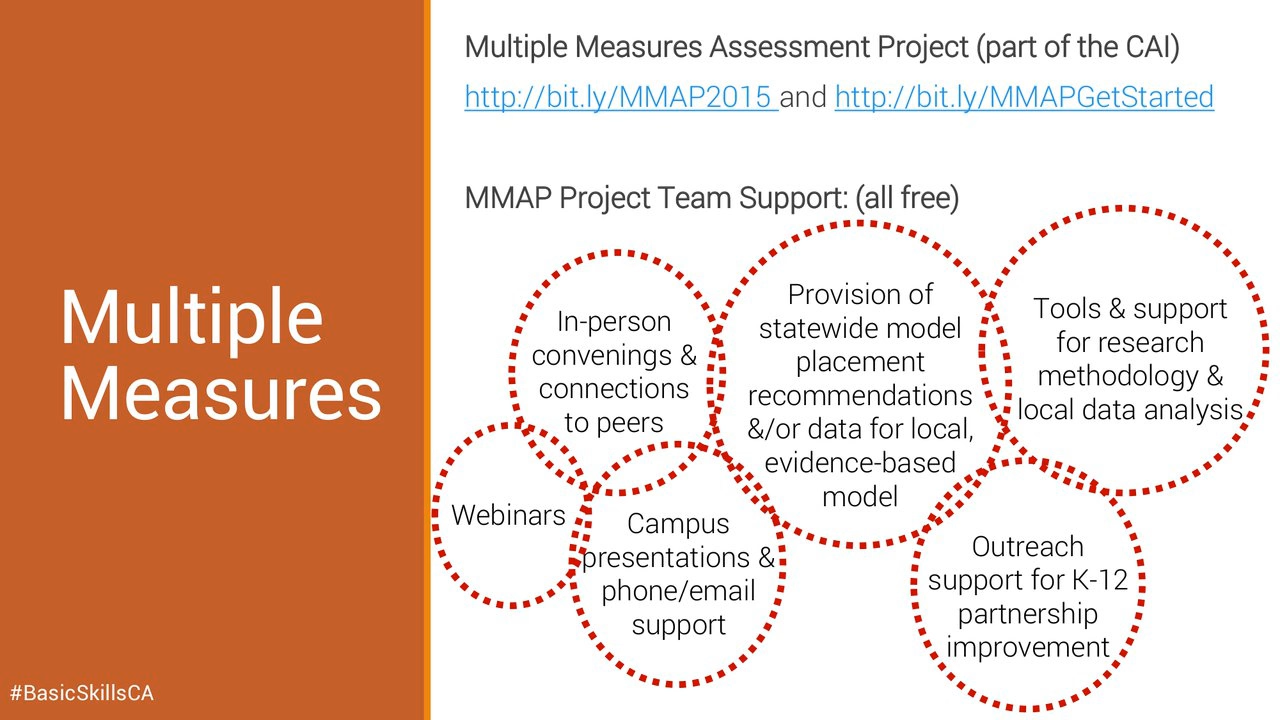 Multiple
Measures
#BasicSkillsCA
Multiple Measures Assessment Project (part of the CAI)
http://bit.ly/MMAP2015 and http://bit.ly/MMAPGetStarted
MMAP Project Team Support: (all free)
In-person
convenings &
connections
to peers
Provision of
statewide model
placement
recommendations
&/or data for local,
evidence-based
model
Tools & support
for research
methodology &
local data analysis
Webinars
Campus
presentations &
phone/email
support
Outreach
support for K-12
partnership
improvement